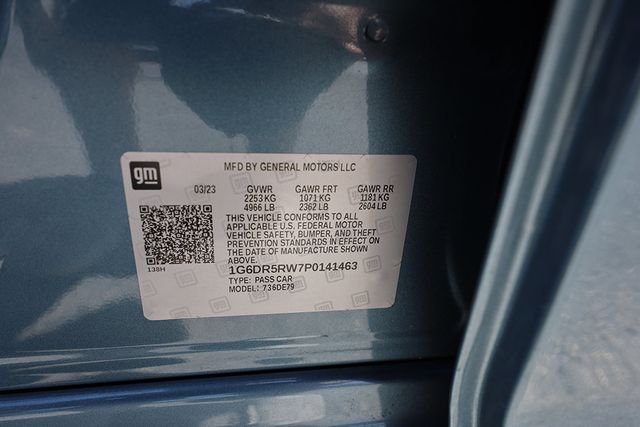 gm
MFD BY GENERAL MOTORS LLC
03/23 GVWR GAWR FRT GAWR RR
2253 KG 1071 KG 1181 KG
4966 LB 2362 LB 2604 LB
THIS VEHICLE CONFORMS TO ALL
APPLICABLE U.S. FEDERAL MOTOR
VEHICLE SAFETY, BUMPER, AND THEFT
PREVENTION STANDARDS IN EFFECT ON
THE DATE OF MANUFACTURE SHOWN
ABOVE.
138H
1G6DR5RW7P0141463
TYPE: PASS CAR
MODEL: 736DE79